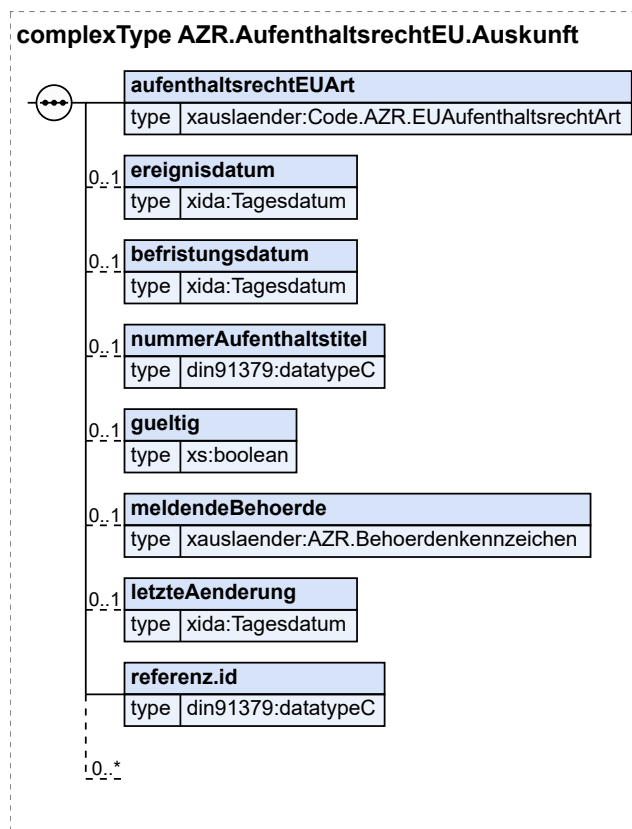 complexType AZR.AufenthaltsrechtEU.Auskunft
aufenthaltsrechtEUArt
type xauslaender:Code.AZR.EUAufenthaltsrechtArt
0..1 ereignisdatum
type xida:Tagesdatum
0..1 befristungsdatum
type xida:Tagesdatum
0..1 nummerAufenthaltstitel
type din91379:datatypeC
0..1 gueltig
type xs:boolean
0..1 meldendeBehoerde
type xauslaender:AZR.Behoerdenkennzeichen
0..1 letzteAenderung
type xida:Tagesdatum
referenz.id
type din91379:datatypeC
0..*